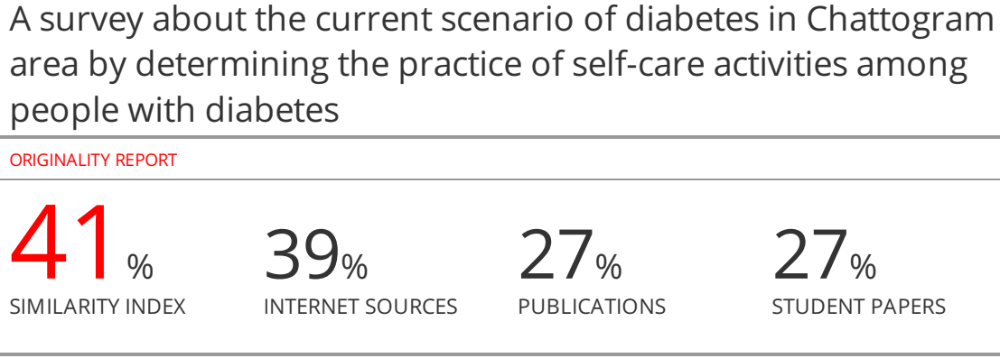 A survey about the current scenario of diabetes in Chattogram
area by determining the practice of self-care activities among
people with diabetes
ORIGINALITY REPORT
41% 39% 27% 27%
SIMILARITY INDEX INTERNET SOURCES PUBLICATIONS STUDENT PAPERS